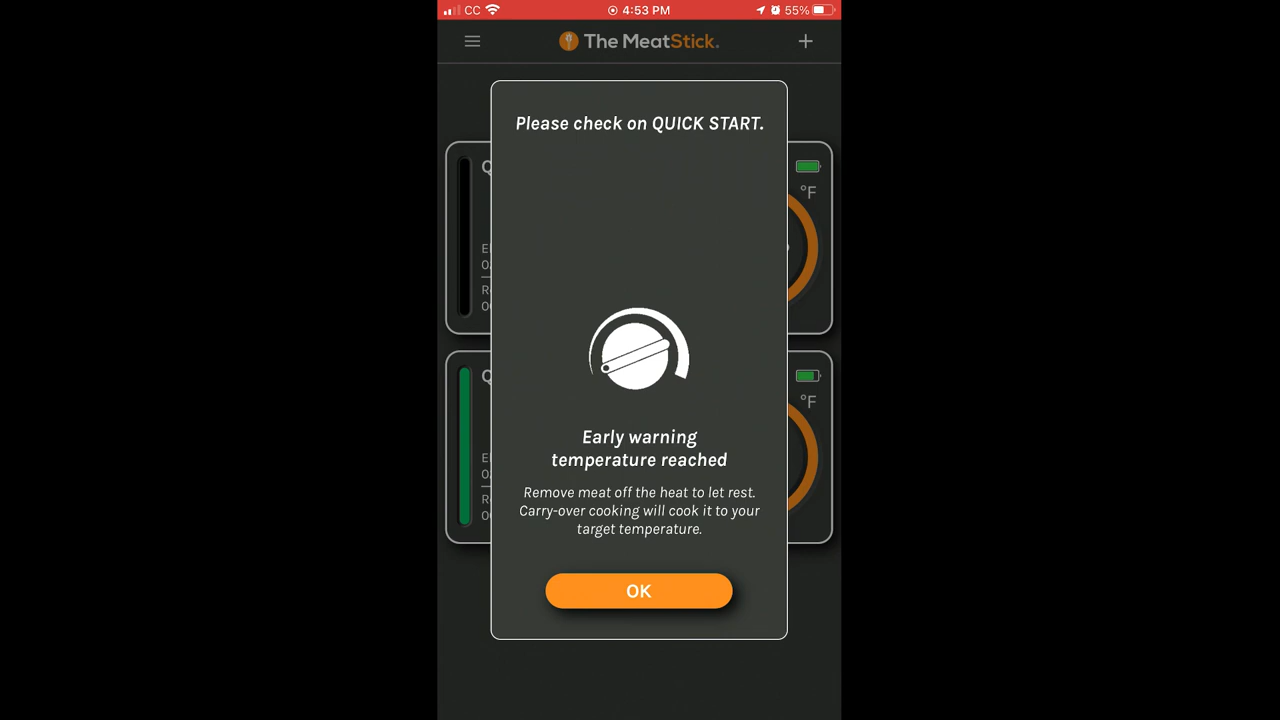 CC 4:53 PM 55%
The MeatStick.
Please check on QUICK START.
°F
°F
Early warning
temperature reached
Remove meat off the heat to let rest.
Carry-over cooking will cook it to your
target temperature.
OK